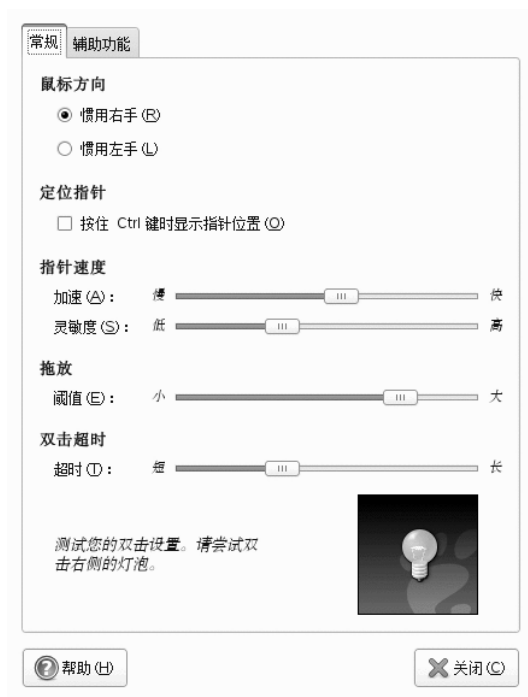 常规 辅助功能
鼠标方向
惯用右手(R)
惯用左手(L)
定位指针
按住 Ctrl 键时显示指针位置(O)
指针速度
加速(A): 慢 快
灵敏度(S): 低 高
拖放
阈值(E): 小 大
双击超时
超时(T): 短 长
测试您的双击设置。请尝试双
击右侧的灯泡。
帮助(H) 关闭(C)